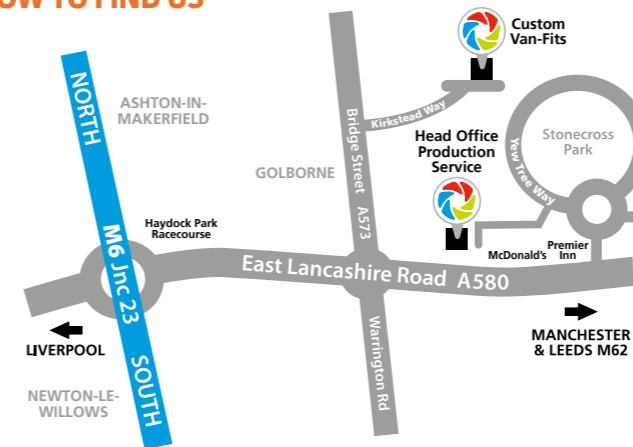 HOW TO FIND US
NORTH
ASHTON-IN-
MAKERFIELD
Custom
Van-Fits
Kirkstead Way
Bridge Street A573
Head Office
Production
Service
Stonecross
Park
Yew Tree Way
GOLBORNE
Haydock Park
Racecourse
M6 Jnc 23
East Lancashire Road A580
McDonald's
Premier
Inn
LIVERPOOL
Warrington Rd
MANCHESTER
& LEEDS M62
NEWTON-LE-
WILLOWS
SOUTH